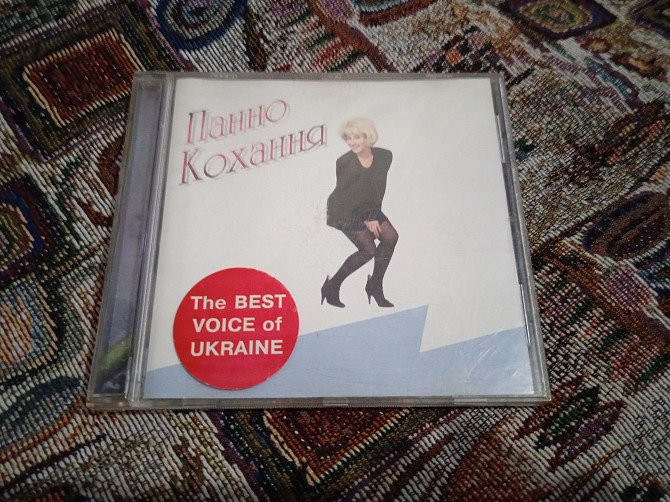 Панно
Кохання
The BEST
VOICE of
UKRAINE